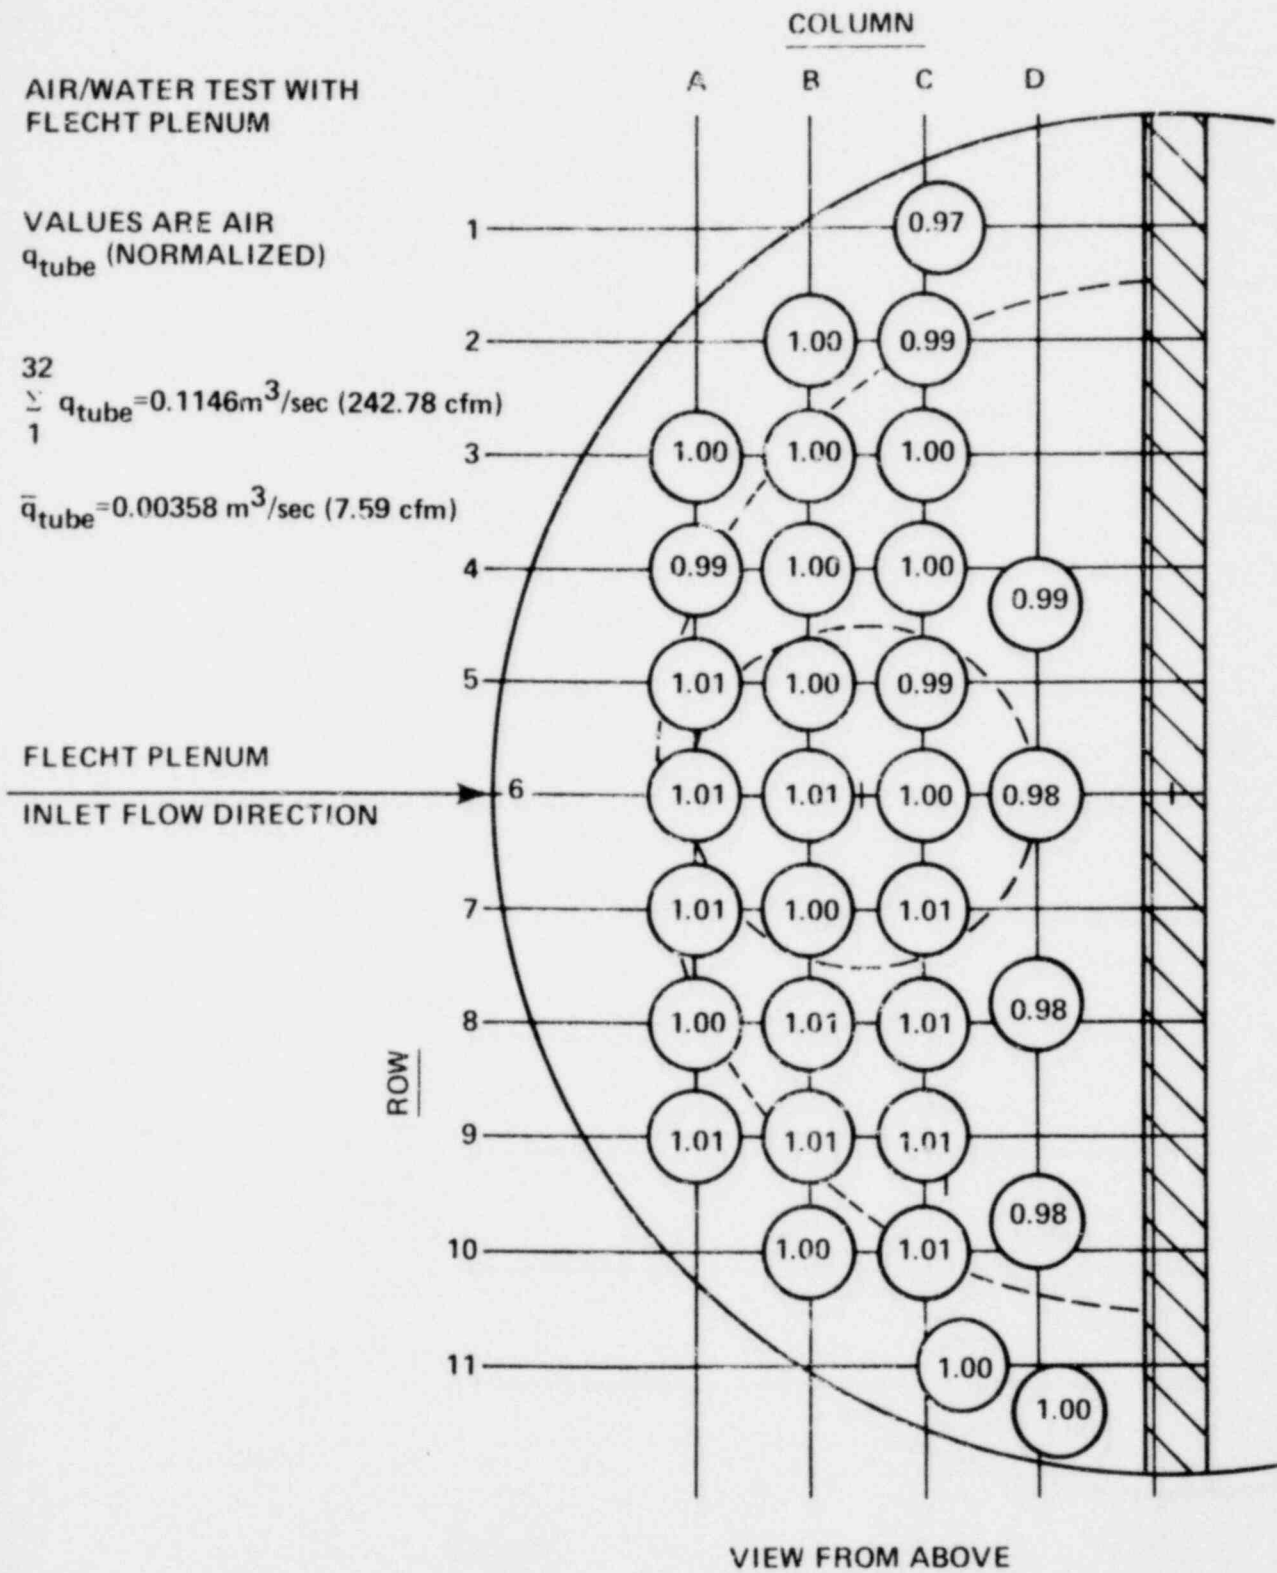 COLUMN
A B C D
AIR/WATER TEST WITH
FLECHT PLENUM
VALUES ARE AIR
q_tube (NORMALIZED)
32
Σ q_tube=0.1146m³/sec (242.78 cfm)
1
q̄_tube=0.00358 m³/sec (7.59 cfm)
1 0.97
2 1.00 0.99
3 1.00 1.00 1.00
4 0.99 1.00 1.00
0.99
5 1.01 1.00 0.99
FLECHT PLENUM
6 1.01 1.01 1.00 0.98
INLET FLOW DIRECTION
7 1.01 1.00 1.01
8 1.00 1.01 1.01 0.98
ROW
9 1.01 1.01 1.01
0.98
10 1.00 1.01
11 1.00
1.00
VIEW FROM ABOVE